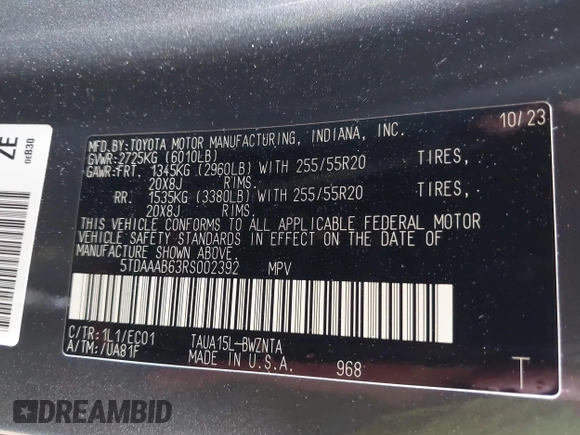 10/23
MFD.BY:TOYOTA MOTOR MANUFACTURING, INDIANA, INC.
GVWR:2725KG (6010LB)
GAWR:FRT. 1345KG (2960LB) WITH 255/55R20 TIRES,
20X8J RIMS,
RR. 1535KG (3380LB) WITH 255/55R20 TIRES,
20X8J RIMS.
THIS VEHICLE CONFORMS TO ALL APPLICABLE FEDERAL MOTOR
VEHICLE SAFETY STANDARDS IN EFFECT ON THE DATE OF
MANUFACTURE SHOWN ABOVE.
5TDAAAB63RS002392 MPV
C/TR:1L1/EC01 TAUA15L-BWZNTA
A/TM:/UA81F MADE IN U.S.A. 968 T
ZE
0EB30
DREAMBID